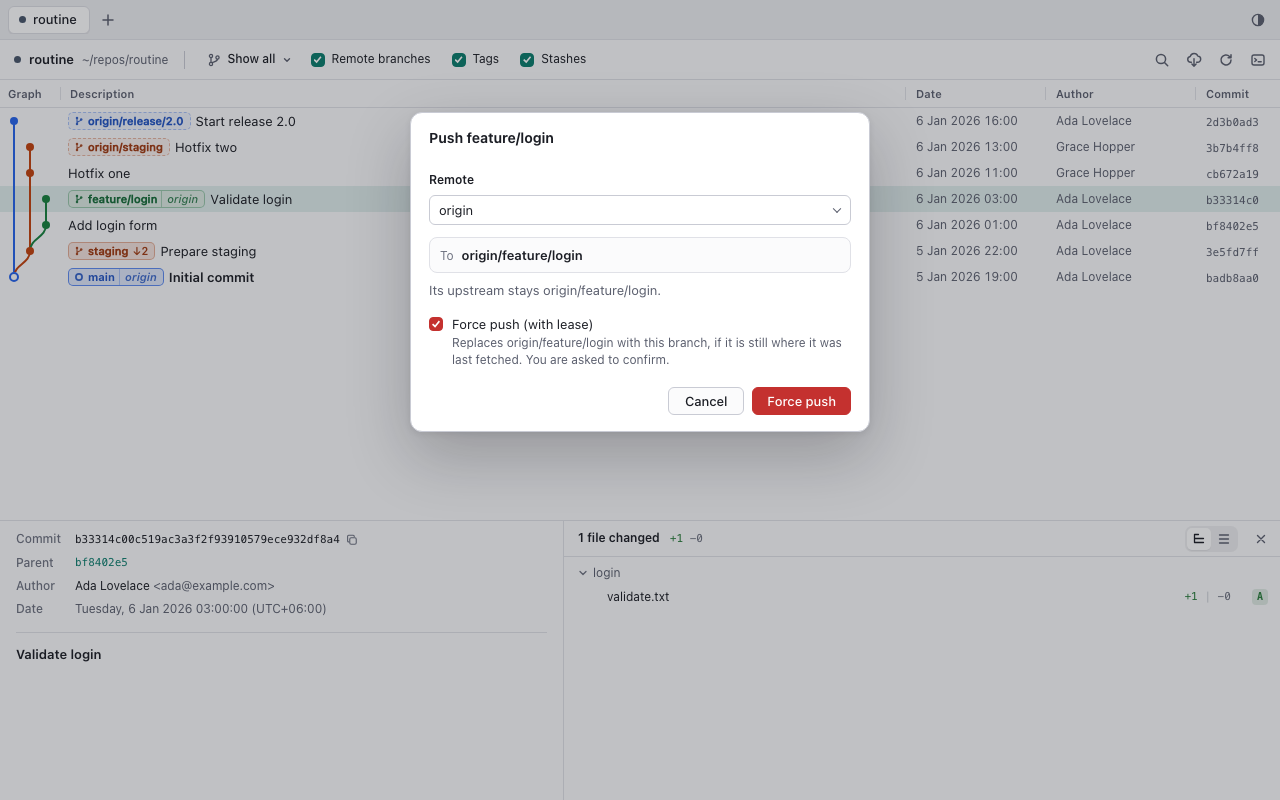 routine
routine ~/repos/routine Show all Remote branches Tags Stashes
Graph Description Date Author Commit
origin/release/2.0 Start release 2.0 6 Jan 2026 16:00 Ada Lovelace 2d3b0ad3
origin/staging Hotfix two 6 Jan 2026 13:00 Grace Hopper 3b7b4ff8
Hotfix one 6 Jan 2026 11:00 Grace Hopper cb672a19
feature/login origin Validate login 6 Jan 2026 03:00 Ada Lovelace b33314c0
Add login form 6 Jan 2026 01:00 Ada Lovelace bf8402e5
staging ↓2 Prepare staging 5 Jan 2026 22:00 Ada Lovelace 3e5fd7ff
main origin Initial commit 5 Jan 2026 19:00 Ada Lovelace badb8aa0
Push feature/login
Remote
origin
To origin/feature/login
Its upstream stays origin/feature/login.
Force push (with lease)
Replaces origin/feature/login with this branch, if it is still where it was
last fetched. You are asked to confirm.
Cancel Force push
Commit b33314c00c519ac3a3f2f93910579ece932df8a4
Parent bf8402e5
Author Ada Lovelace <ada@example.com>
Date Tuesday, 6 Jan 2026 03:00:00 (UTC+06:00)
Validate login
1 file changed +1 −0
login
validate.txt +1 | −0 A